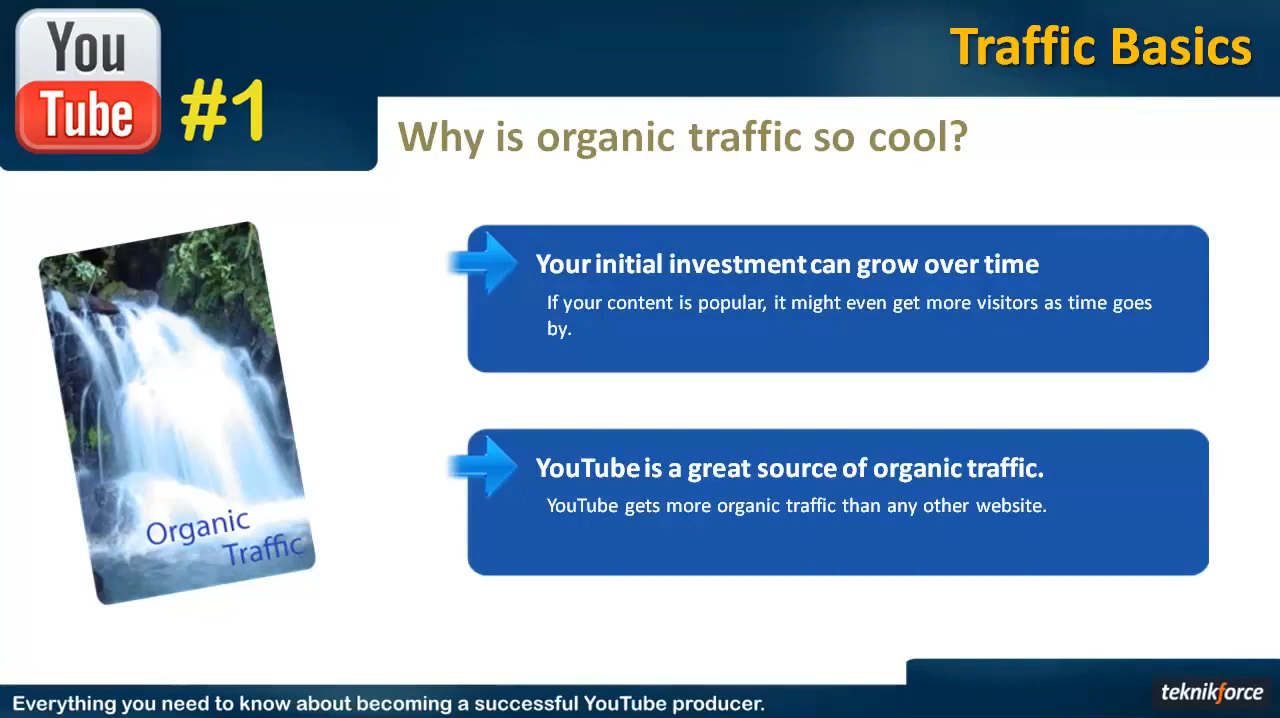 You
Tube
#1
Traffic Basics
Why is organic traffic so cool?
Your initial investment can grow over time
If your content is popular, it might even get more visitors as time goes
by.
YouTube is a great source of organic traffic.
YouTube gets more organic traffic than any other website.
Organic
Traffic
Everything you need to know about becoming a successful YouTube producer.
teknikforce